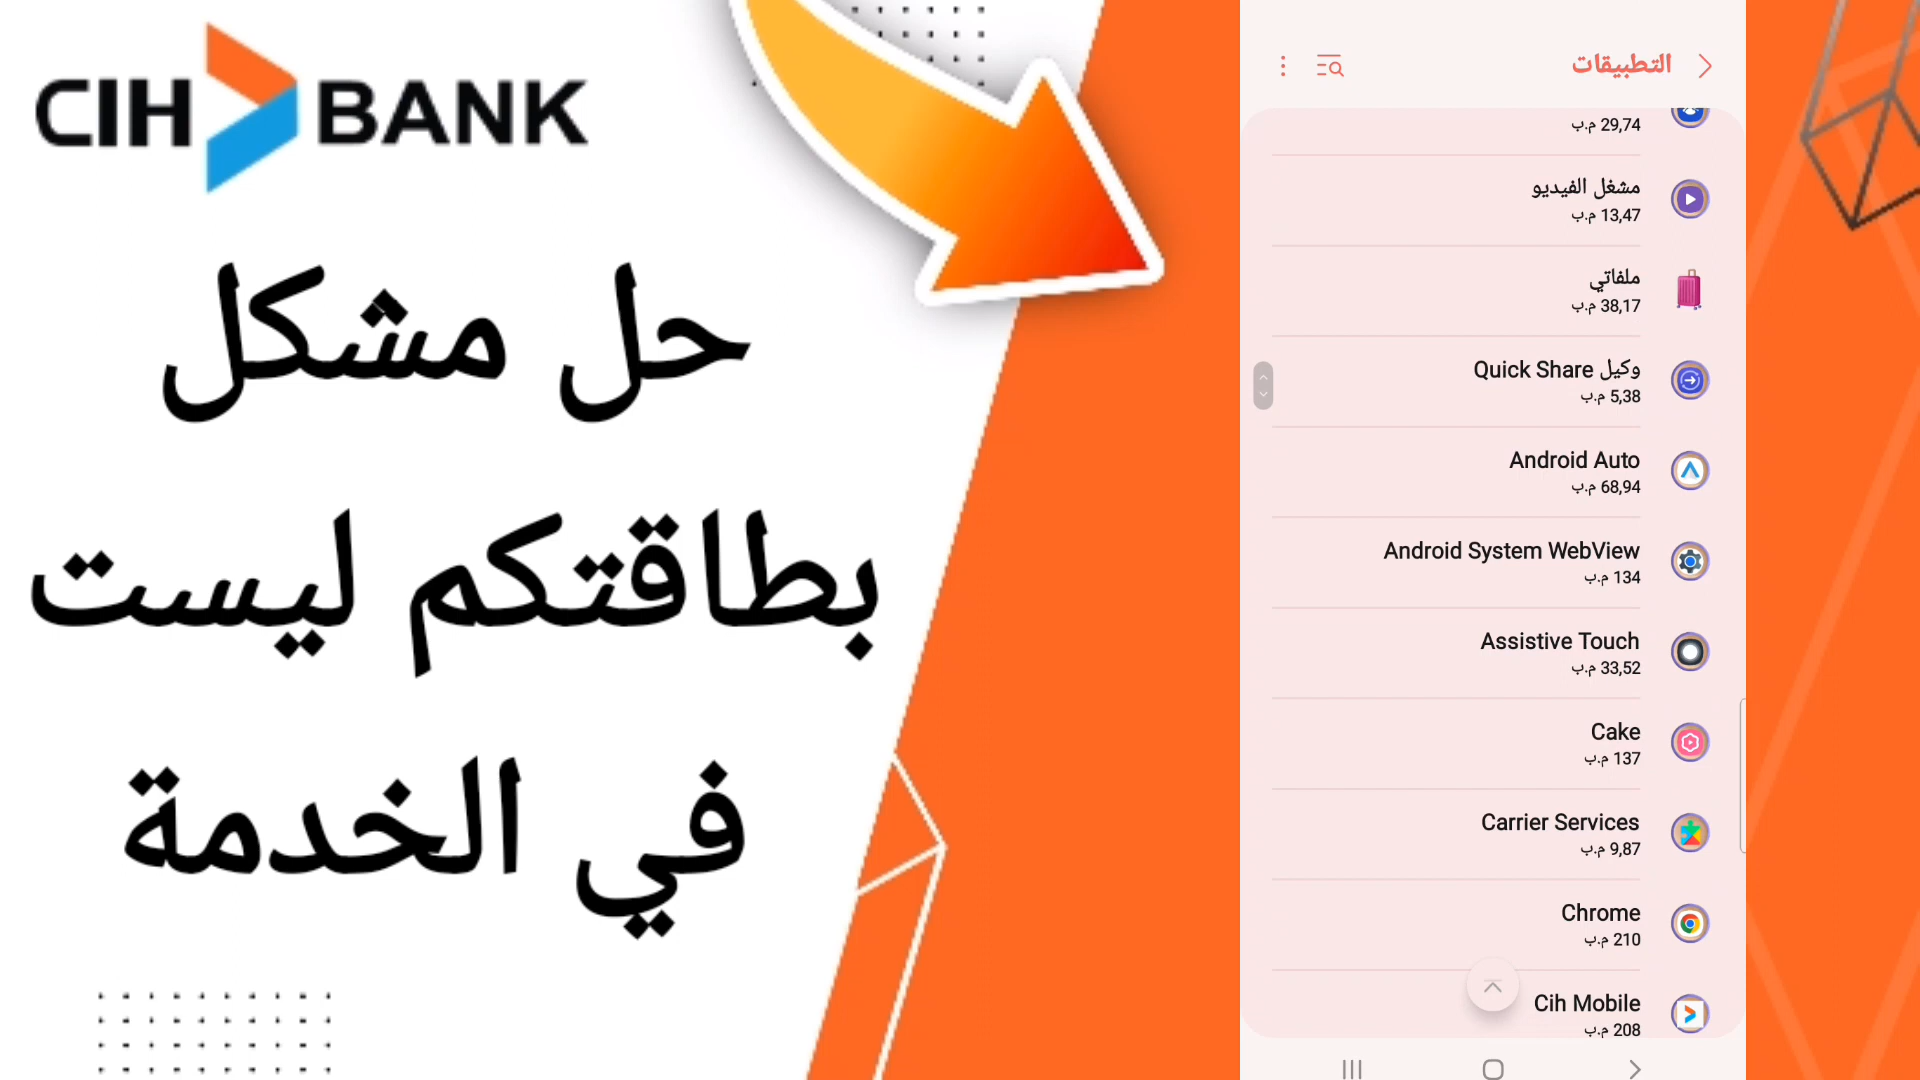 CIH BANK
حل مشكل
بطاقتكم ليست
في الخدمة
التطبيقات
29,74 م.ب
مشغل الفيديو
13,47 م.ب
ملفاتي
38,17 م.ب
وكيل Quick Share
5,38 م.ب
Android Auto
68,94 م.ب
Android System WebView
134 م.ب
Assistive Touch
33,52 م.ب
Cake
137 م.ب
Carrier Services
9,87 م.ب
Chrome
210 م.ب
Cih Mobile
208 م.ب